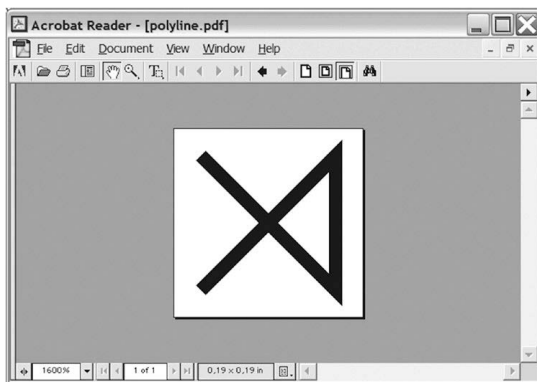 Acrobat Reader - [polyline.pdf]
File Edit Document View Window Help
1600% 1 of 1 0,19 x 0,19 in